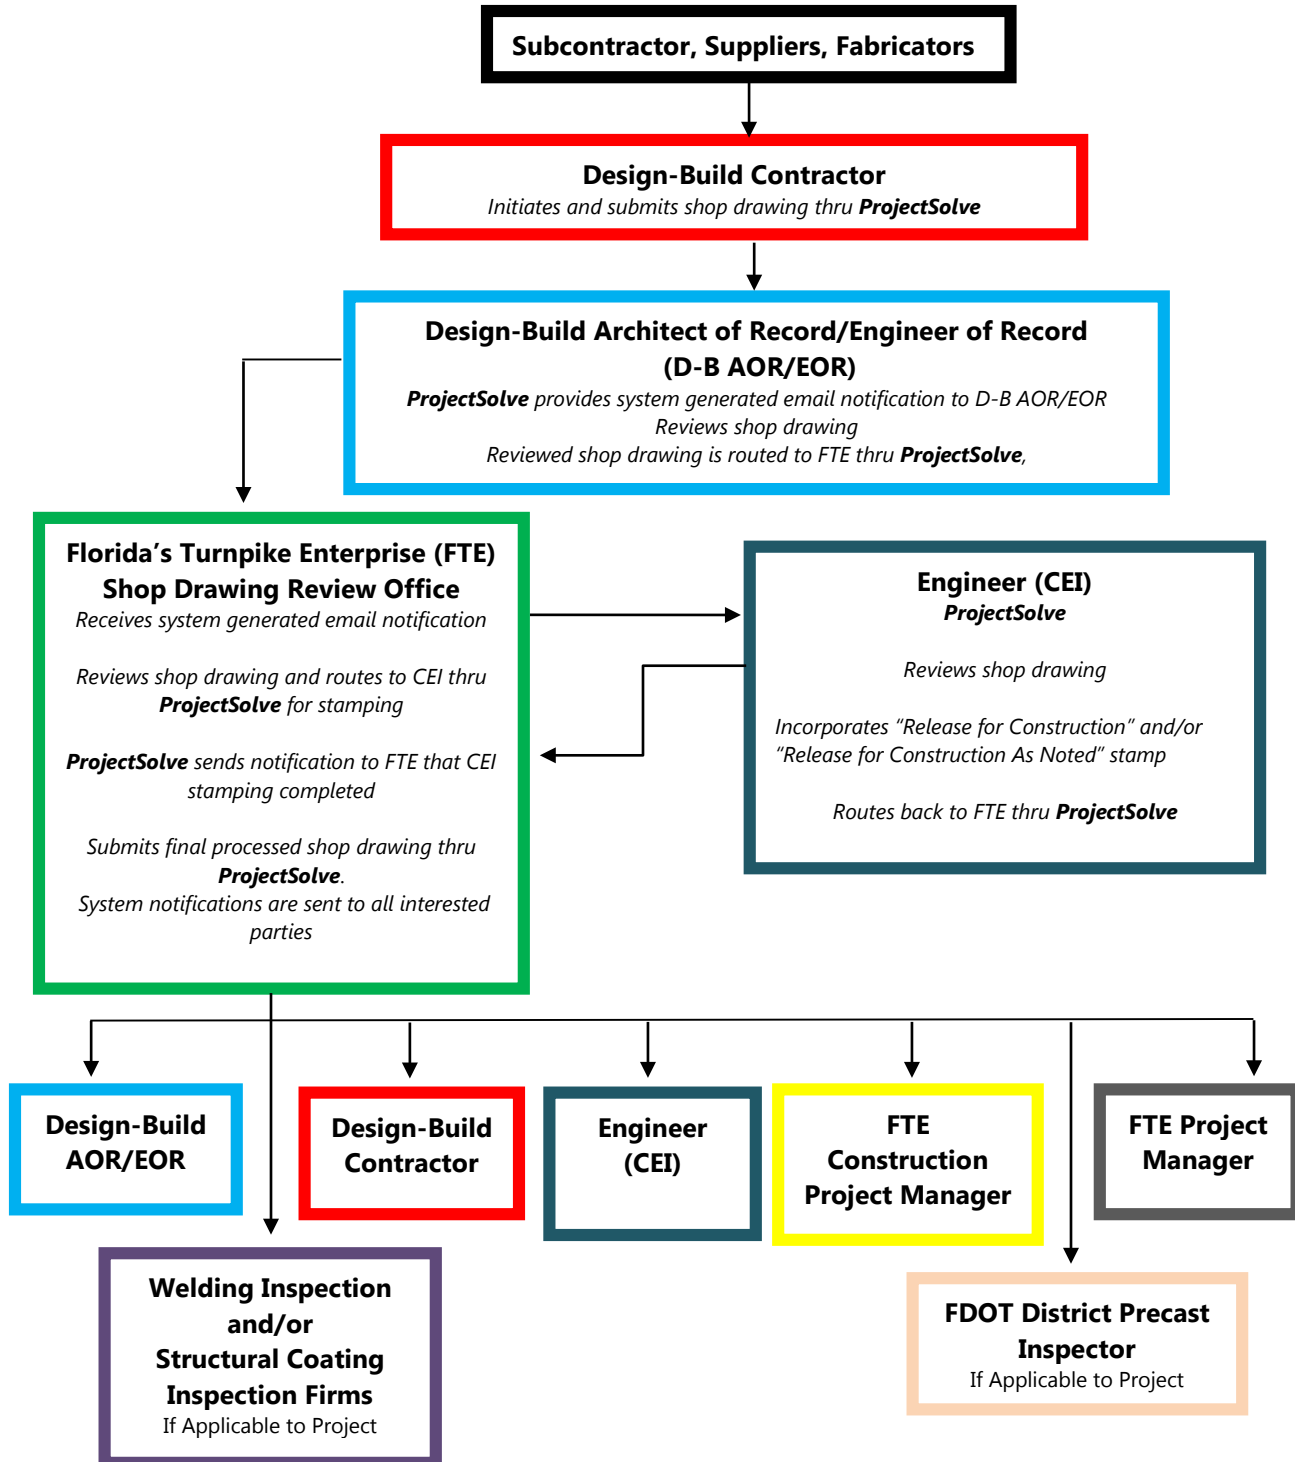 Subcontractor, Suppliers, Fabricators
Design-Build Contractor
Initiates and submits shop drawing thru ProjectSolve
Design-Build Architect of Record/Engineer of Record
(D-B AOR/EOR)
ProjectSolve provides system generated email notification to D-B AOR/EOR
Reviews shop drawing
Reviewed shop drawing is routed to FTE thru ProjectSolve,
Florida’s Turnpike Enterprise (FTE)
Shop Drawing Review Office
Receives system generated email notification
Reviews shop drawing and routes to CEI thru
ProjectSolve for stamping
ProjectSolve sends notification to FTE that CEI
stamping completed
Submits final processed shop drawing thru
ProjectSolve.
System notifications are sent to all interested
parties
Engineer (CEI)
ProjectSolve
Reviews shop drawing
Incorporates “Release for Construction” and/or
“Release for Construction As Noted” stamp
Routes back to FTE thru ProjectSolve
Design-Build
AOR/EOR
Design-Build
Contractor
Engineer
(CEI)
FTE
Construction
Project Manager
FTE Project
Manager
Welding Inspection
and/or
Structural Coating
Inspection Firms
If Applicable to Project
FDOT District Precast
Inspector
If Applicable to Project